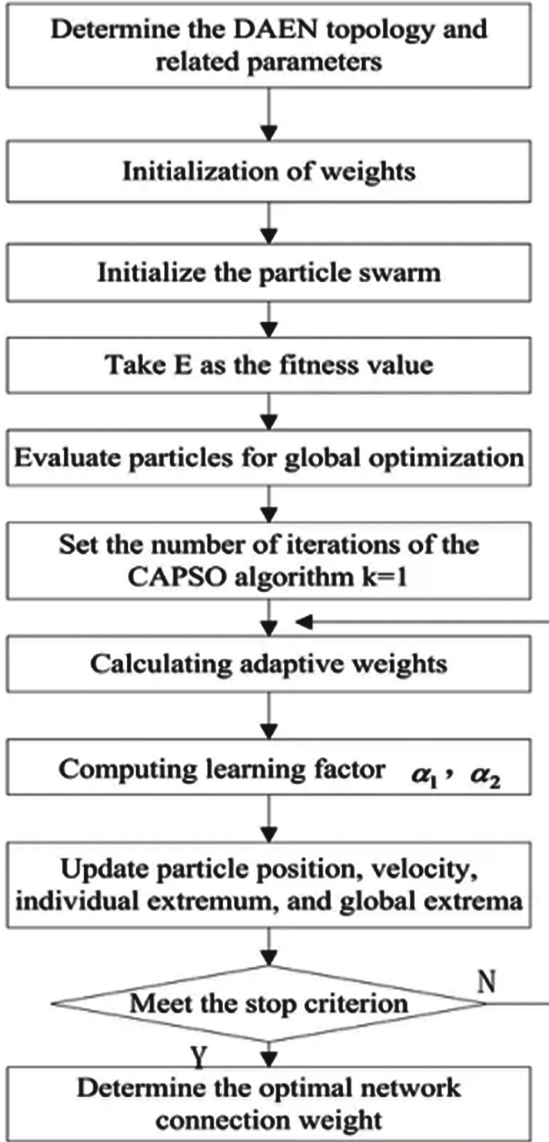 Determine the DAEN topology and
related parameters
Initialization of weights
Initialize the particle swarm
Take E as the fitness value
Evaluate particles for global optimization
Set the number of iterations of the
CAPSO algorithm k=1
Calculating adaptive weights
Computing learning factor α₁, α₂
Update particle position, velocity,
individual extremum, and global extrema
Meet the stop criterion
N
Y
Determine the optimal network
connection weight